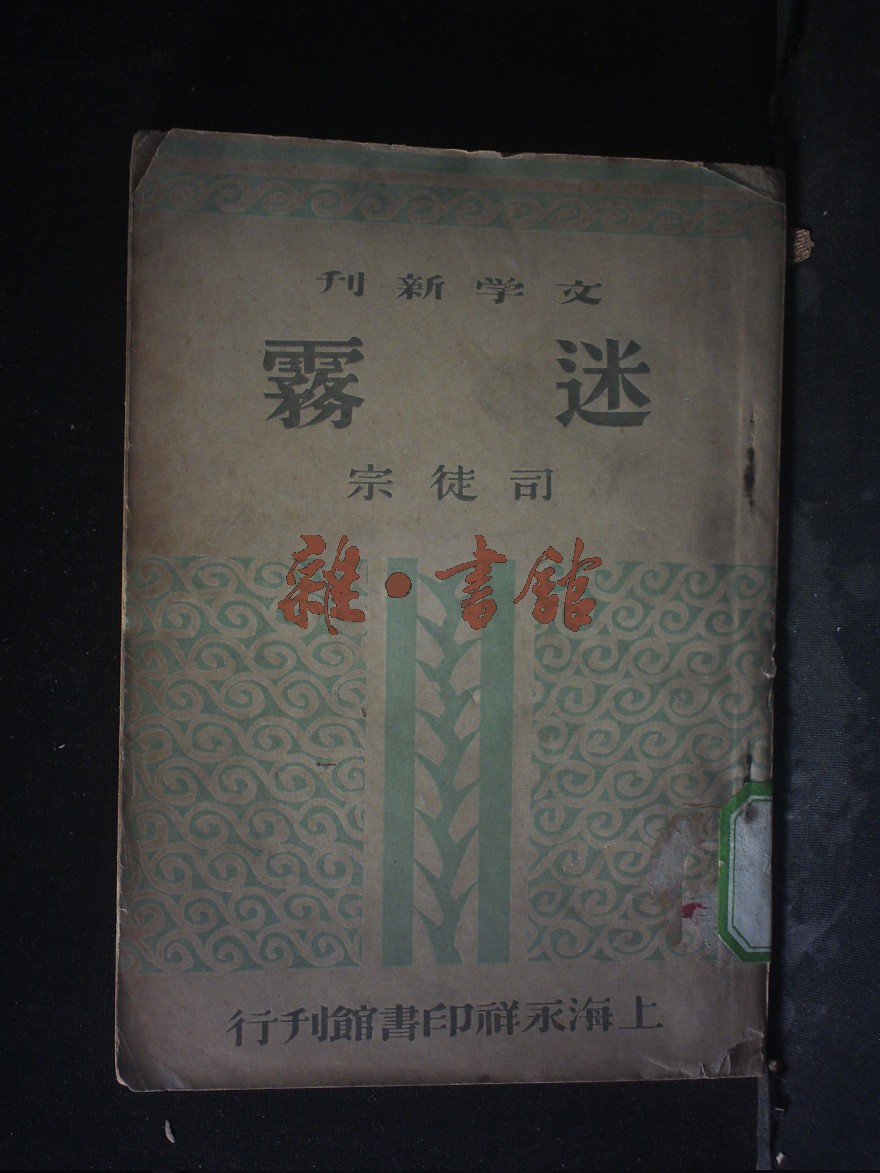 文学新刊
迷霧
司徒宗
雜·書館
上海永祥印書館刊行